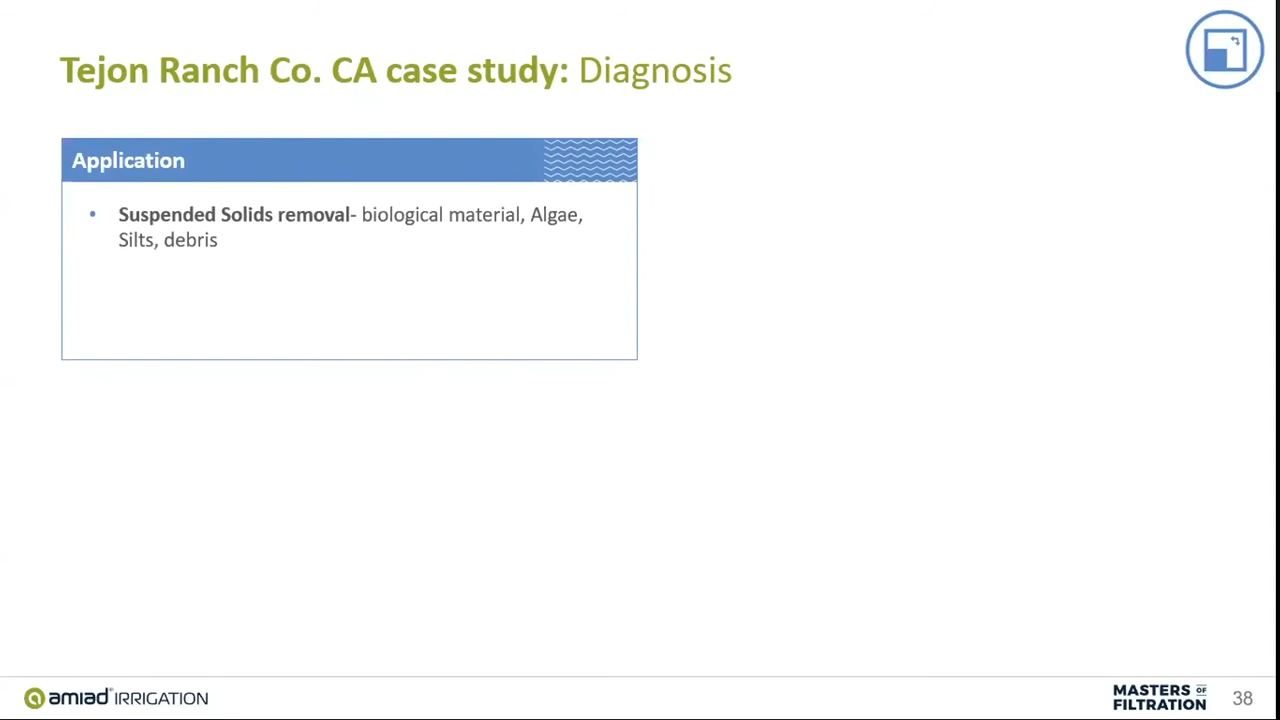 Tejon Ranch Co. CA case study: Diagnosis
Application
• Suspended Solids removal- biological material, Algae,
Silts, debris
amiad IRRIGATION
MASTERS OF
FILTRATION
38